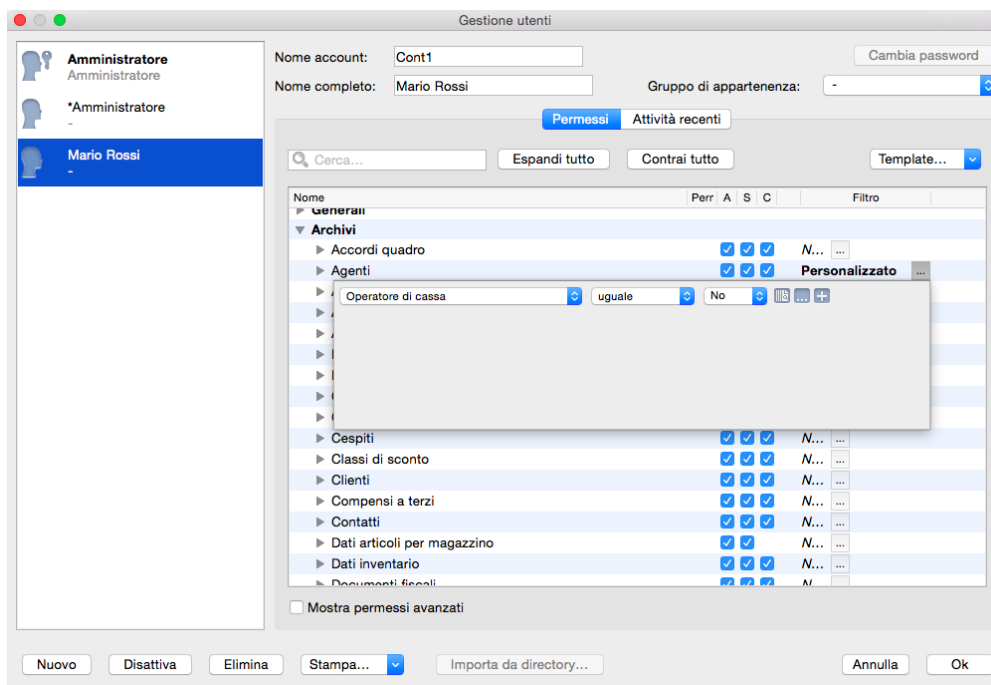 Gestione utenti
Amministratore
Amministratore
*Amministratore
-
Mario Rossi
-
Nome account: Cont1 Cambia password
Nome completo: Mario Rossi Gruppo di appartenenza: -
Permessi Attività recenti
Cerca... Espandi tutto Contrai tutto Template...
Nome Perr A S C Filtro
Generali
Archivi
Accordi quadro N... ...
Agenti Personalizzato ...
Operatore di cassa uguale No ...
Cespiti N... ...
Classi di sconto N... ...
Clienti N... ...
Compensi a terzi N... ...
Contatti N... ...
Dati articoli per magazzino N... ...
Dati inventario N... ...
Documenti fiscali
Mostra permessi avanzati
Nuovo Disattiva Elimina Stampa... Importa da directory... Annulla Ok